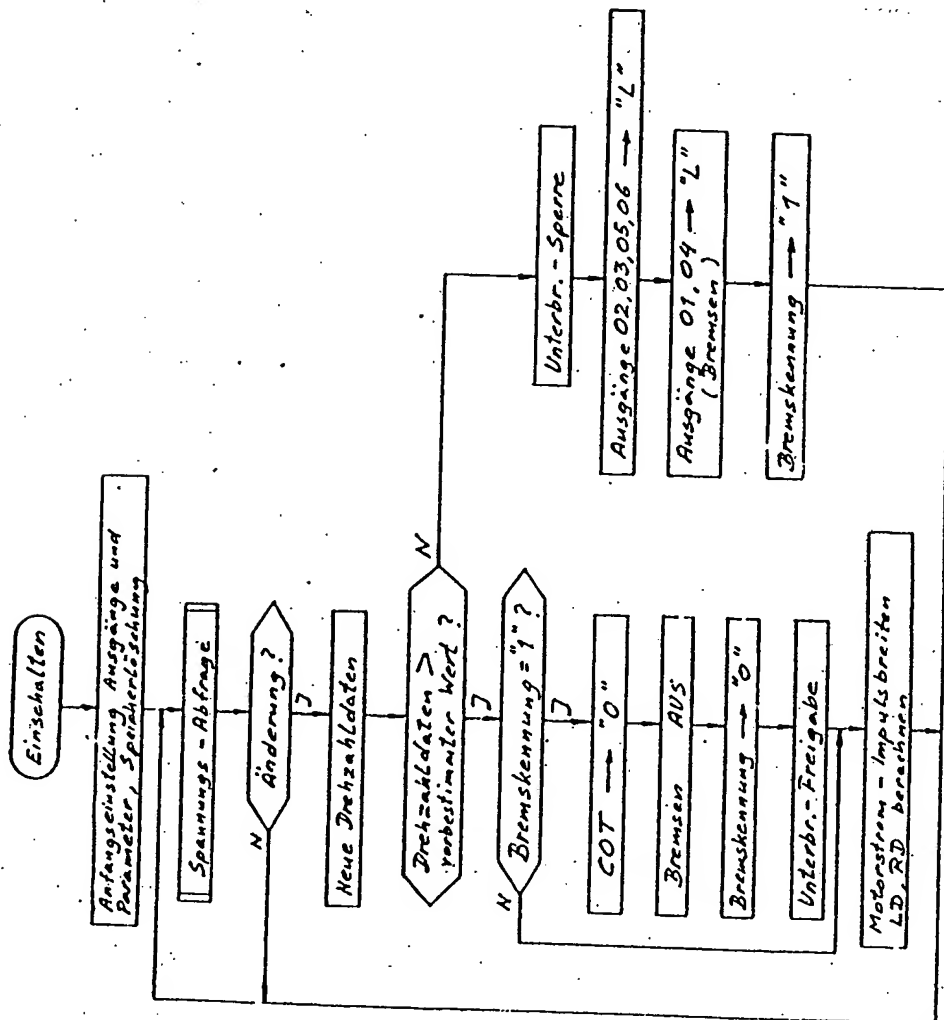 Einschalten
Anfangseinstellung Ausgänge und
Parameter, Speicherlöschung
Spannungs-Abfrage
Änderung?
N
J
Neue Drehzahldaten
Drehzahldaten >
vorbestimmter Wert?
N
J
Bremskennung="1"?
N
J
COT → "0"
Bremsen AUS
Bremskennung → "0"
Unterbr.-Freigabe
Motorstrom-Impulsbreiten
LD, RD berechnen
Unterbr.-Sperre
Ausgänge 02,03,05,06 → "L"
Ausgänge 01,04 → "L"
(Bremsen)
Bremskennung → "1"